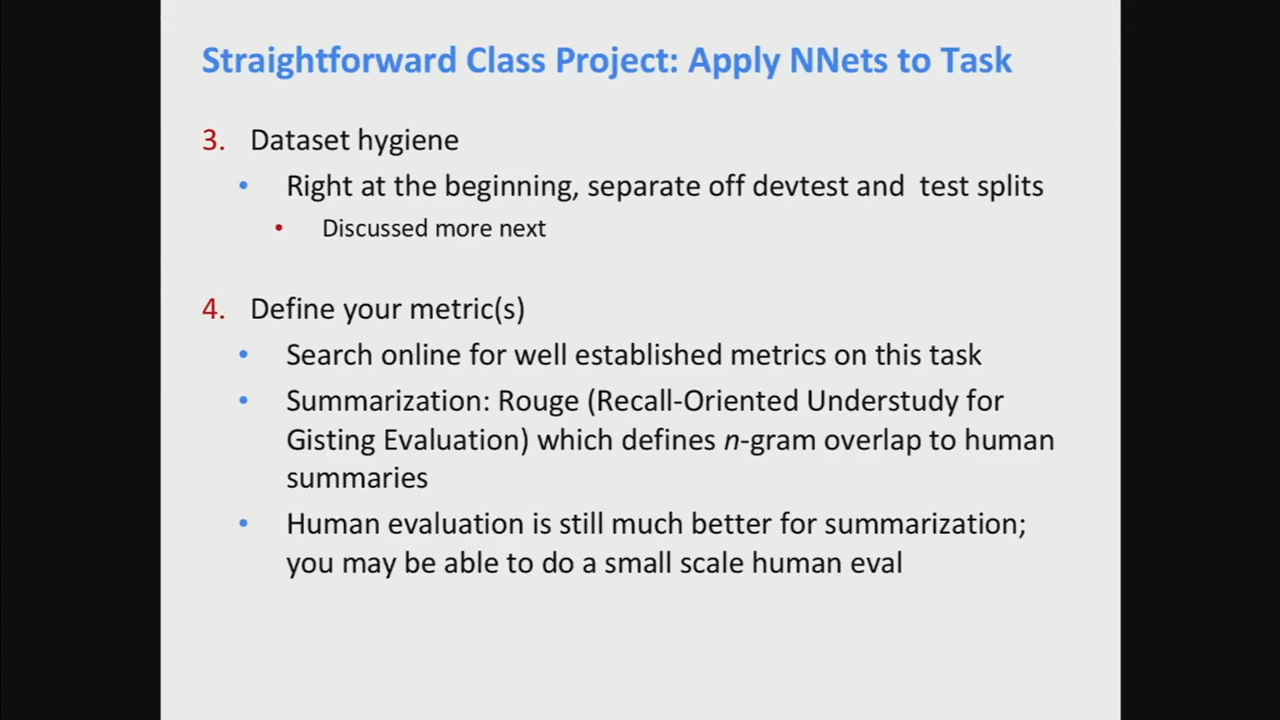 Straightforward Class Project: Apply NNets to Task
3. Dataset hygiene
• Right at the beginning, separate off devtest and test splits
• Discussed more next
4. Define your metric(s)
• Search online for well established metrics on this task
• Summarization: Rouge (Recall-Oriented Understudy for
Gisting Evaluation) which defines n-gram overlap to human
summaries
• Human evaluation is still much better for summarization;
you may be able to do a small scale human eval